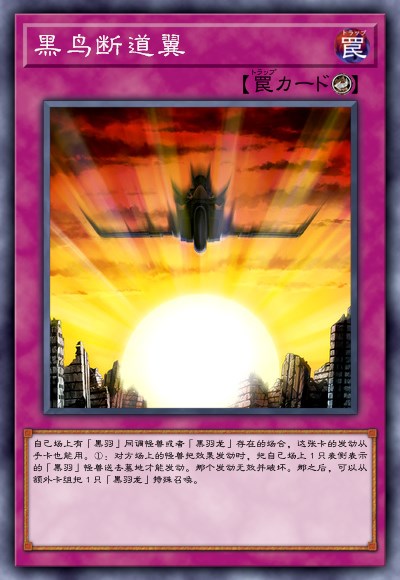 黑鸟断道翼
トラップ
罠
トラップ
【罠カード】
自己场上有「黑羽」同调怪兽或者「黑羽龙」存在的场合，这张卡的发动从
手卡也能用。①：对方场上的怪兽把效果发动时，把自己场上1只表侧表示
的「黑羽」怪兽送去墓地才能发动。那个发动无效并破坏。那之后，可以从
额外卡组把1只「黑羽龙」特殊召唤。